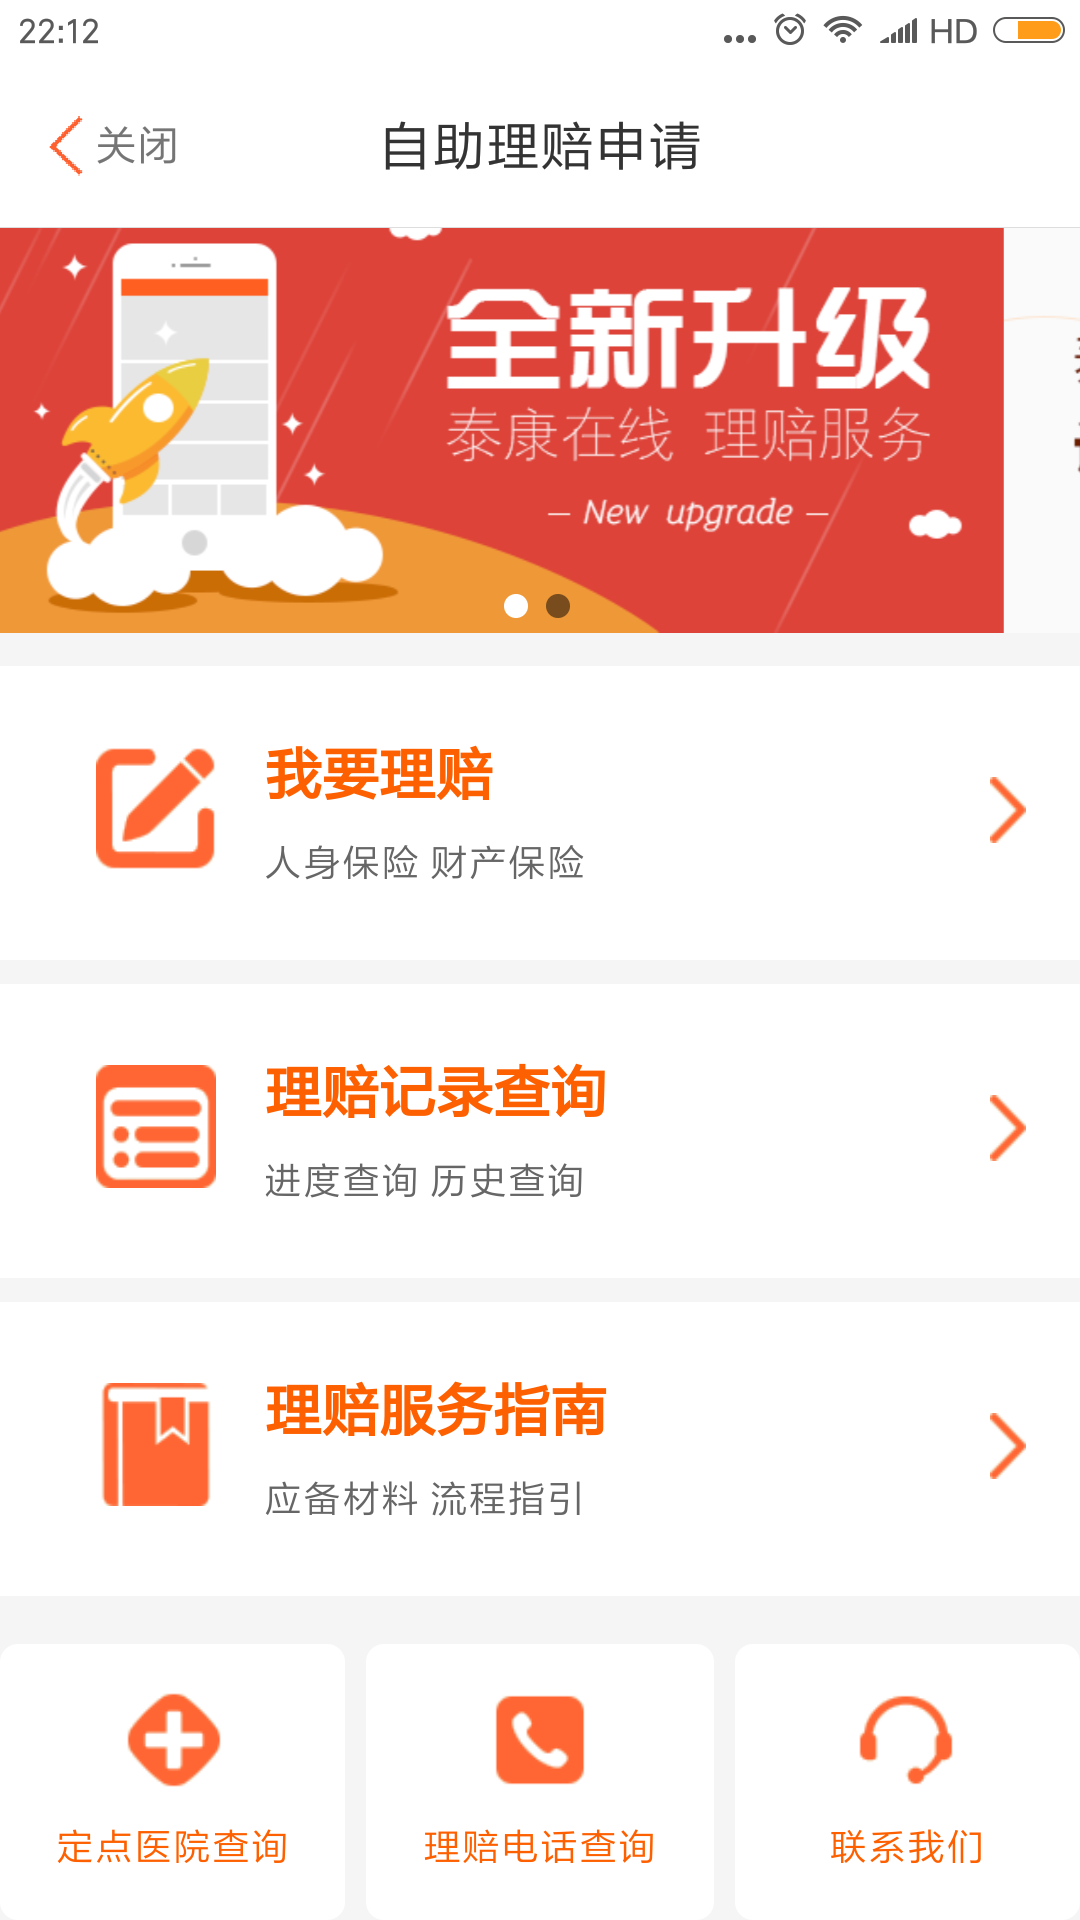 22:12
HD
关闭
自助理赔申请
全新升级
泰康在线 理赔服务
— New upgrade —
我要理赔
人身保险 财产保险
理赔记录查询
进度查询 历史查询
理赔服务指南
应备材料 流程指引
定点医院查询
理赔电话查询
联系我们